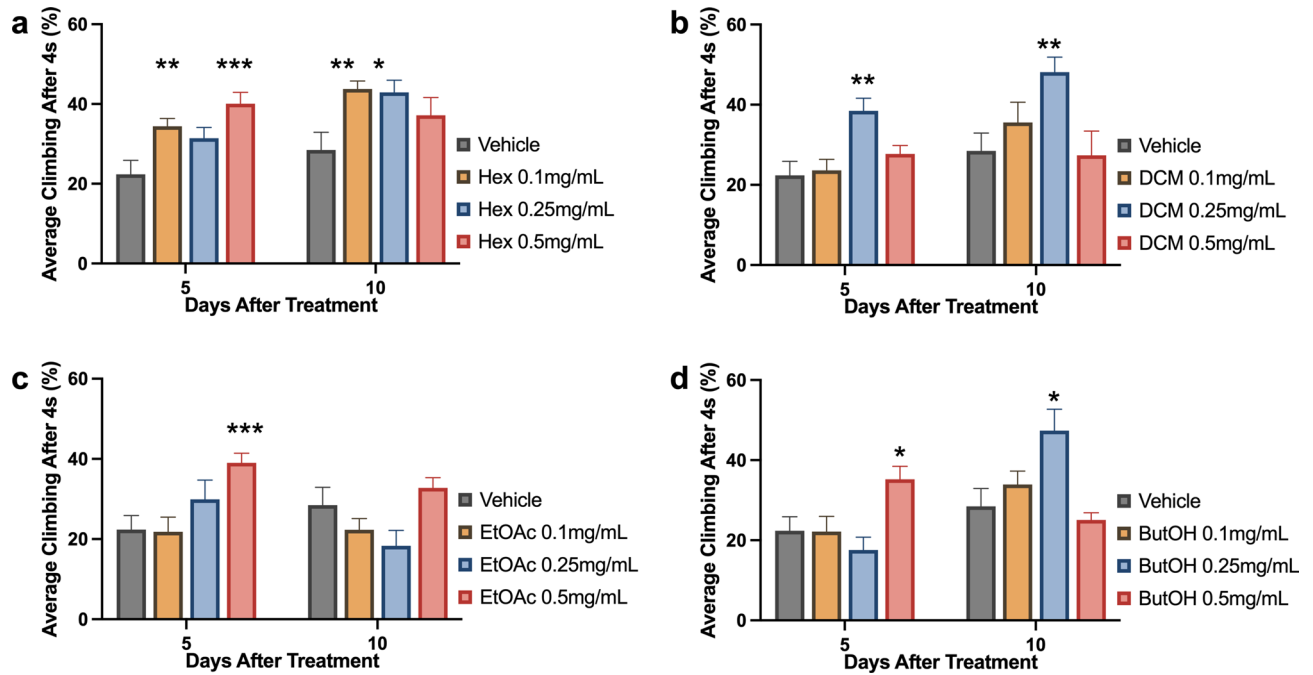 a
Average Climbing After 4s (%)
60
40
20
0
** *** ** *
5 10
Days After Treatment
Vehicle
Hex 0.1mg/mL
Hex 0.25mg/mL
Hex 0.5mg/mL
b
Average Climbing After 4s (%)
60
40
20
0
** **
5 10
Days After Treatment
Vehicle
DCM 0.1mg/mL
DCM 0.25mg/mL
DCM 0.5mg/mL
c
Average Climbing After 4s (%)
60
40
20
0
***
5 10
Days After Treatment
Vehicle
EtOAc 0.1mg/mL
EtOAc 0.25mg/mL
EtOAc 0.5mg/mL
d
Average Climbing After 4s (%)
60
40
20
0
* *
5 10
Days After Treatment
Vehicle
ButOH 0.1mg/mL
ButOH 0.25mg/mL
ButOH 0.5mg/mL